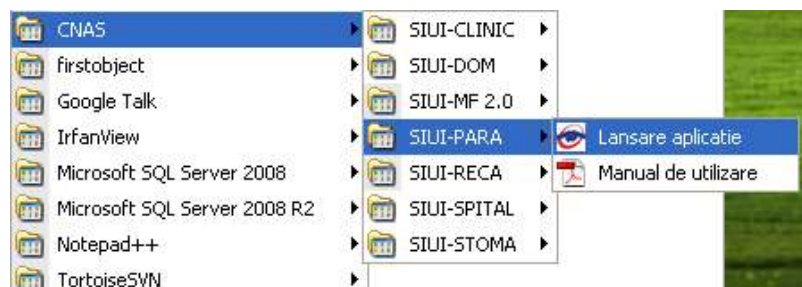 CNAS
firstobject
Google Talk
IrfanView
Microsoft SQL Server 2008
Microsoft SQL Server 2008 R2
Notepad++
TortoiseSVN
SIUI-CLINIC
SIUI-DOM
SIUI-MF 2.0
SIUI-PARA
SIUI-RECA
SIUI-SPITAL
SIUI-STOMA
Lansare aplicatie
Manual de utilizare